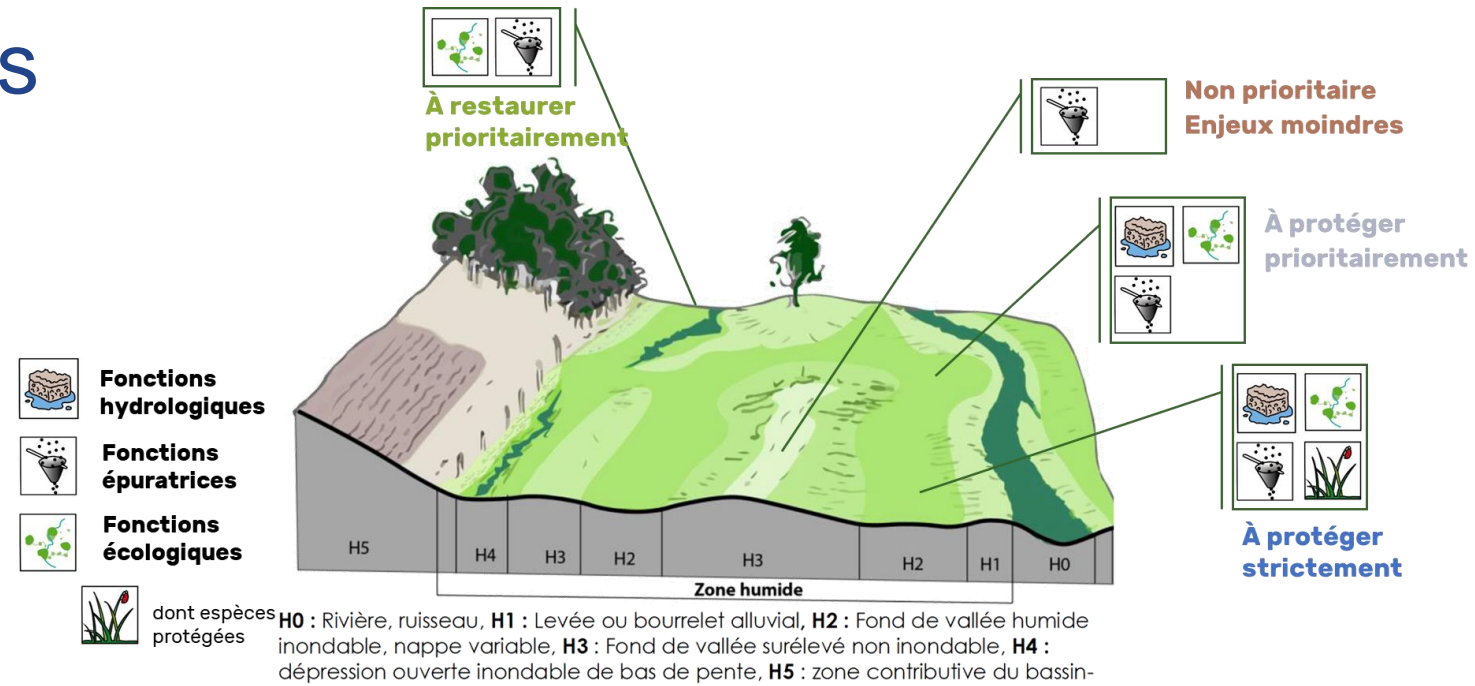 s
À restaurer
prioritairement
Non prioritaire
Enjeux moindres
À protéger
prioritairement
Fonctions
hydrologiques
Fonctions
épuratrices
Fonctions
écologiques
dont espèces
protégées
À protéger
strictement
H5
H4
H3
H2
H3
H2
H1
H0
Zone humide
H0 : Rivière, ruisseau, H1 : Levée ou bourrelet alluvial, H2 : Fond de vallée humide
inondable, nappe variable, H3 : Fond de vallée surélevé non inondable, H4 :
dépression ouverte inondable de bas de pente, H5 : zone contributive du bassin-